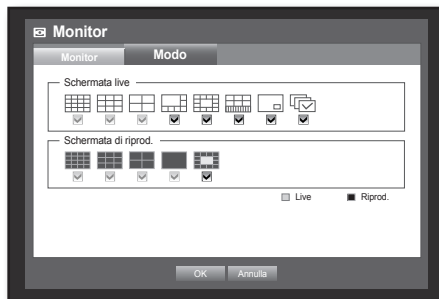 Monitor
Monitor Modo
Schermata live
Schermata di riprod.
Live Riprod.
OK Annulla